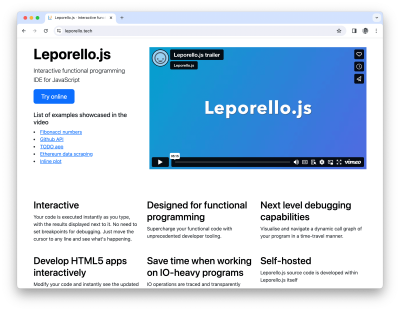 Leporello.js - Interactive func
leporello.tech
Leporello.js
Interactive functional programming
IDE for JavaScript
Try online
List of examples showcased in the
video
Fibonacci numbers
Github API
TODO app
Ethereum data scraping
Inline plot
Leporello.js trailer
Leporello.js
Leporello.js
vimeo
Interactive
Your code is executed instantly as you type,
with the results displayed next to it. No need to
set breakpoints for debugging. Just move the
cursor to any line and see what's happening.
Designed for functional
programming
Supercharge your functional code with
unprecedented developer tooling.
Next level debugging
capabilities
Visualise and navigate a dynamic call graph of
your program in a time-travel manner.
Develop HTML5 apps
interactively
Modify your code and instantly see the updated
Save time when working
on IO-heavy programs
IO operations are traced and transparently
Self-hosted
Leporello.js source code is developed within
Leporello.js itself